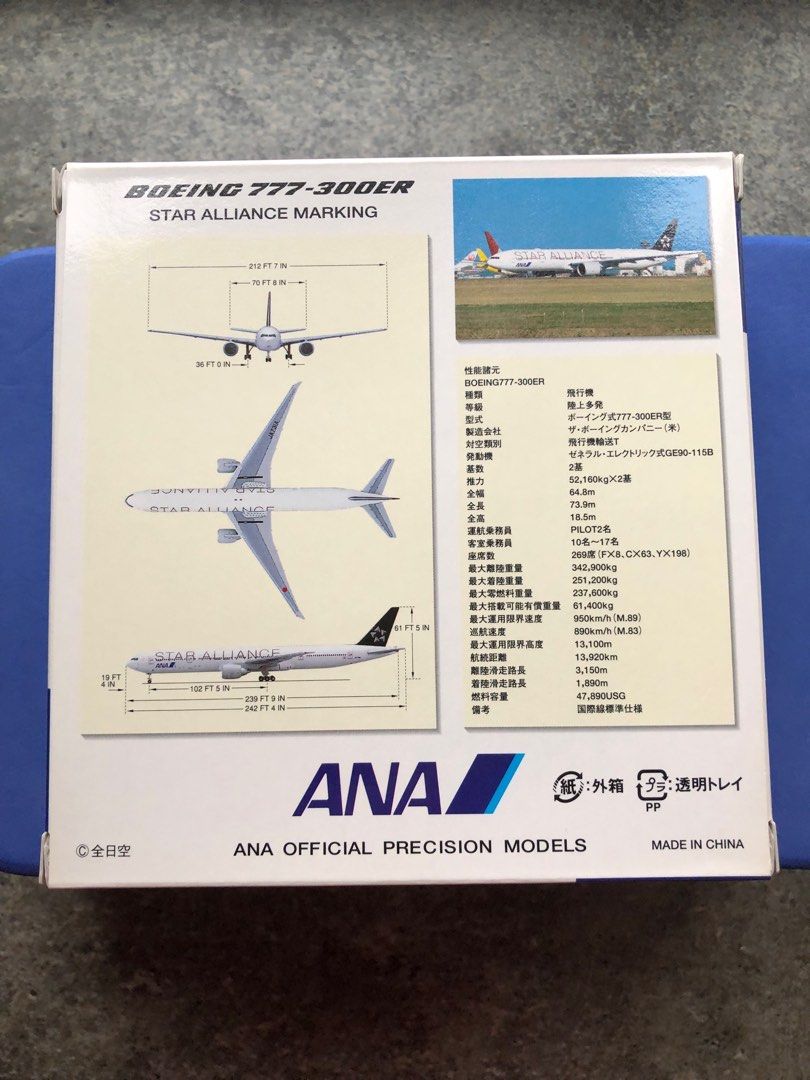 BOEING 777-300ER
STAR ALLIANCE MARKING
212 FT 7 IN
70 FT 8 IN
36 FT 0 IN
STAR ALLIANCE
STAR ALLIANCE
61 FT 5 IN
STAR ALLIANCE
ANA
19 FT
4 IN
102 FT 5 IN
239 FT 9 IN
242 FT 4 IN
STAR ALLIANCE
ANA
性能諸元
BOEING777-300ER
種類 飛行機
等級 陸上多発
型式 ボーイング式777-300ER型
製造会社 ザ・ボーイングカンパニー(米)
対空類別 飛行機輸送T
発動機 ゼネラル・エレクトリック式GE90-115B
基数 2基
推力 52,160kg×2基
全幅 64.8m
全長 73.9m
全高 18.5m
運航乗務員 PILOT2名
客室乗務員 10名〜17名
座席数 269席(F×8、C×63、Y×198)
最大離陸重量 342,900kg
最大着陸重量 251,200kg
最大零燃料重量 237,600kg
最大搭載可能有償重量 61,400kg
最大運用限界速度 950km/h(M.89)
巡航速度 890km/h(M.83)
最大運用限界高度 13,100m
航続距離 13,920km
離陸滑走路長 3,150m
着陸滑走路長 1,890m
燃料容量 47,890USG
備考 国際線標準仕様
ANA
紙:外箱
プラ:透明トレイ
PP
©全日空
ANA OFFICIAL PRECISION MODELS
MADE IN CHINA